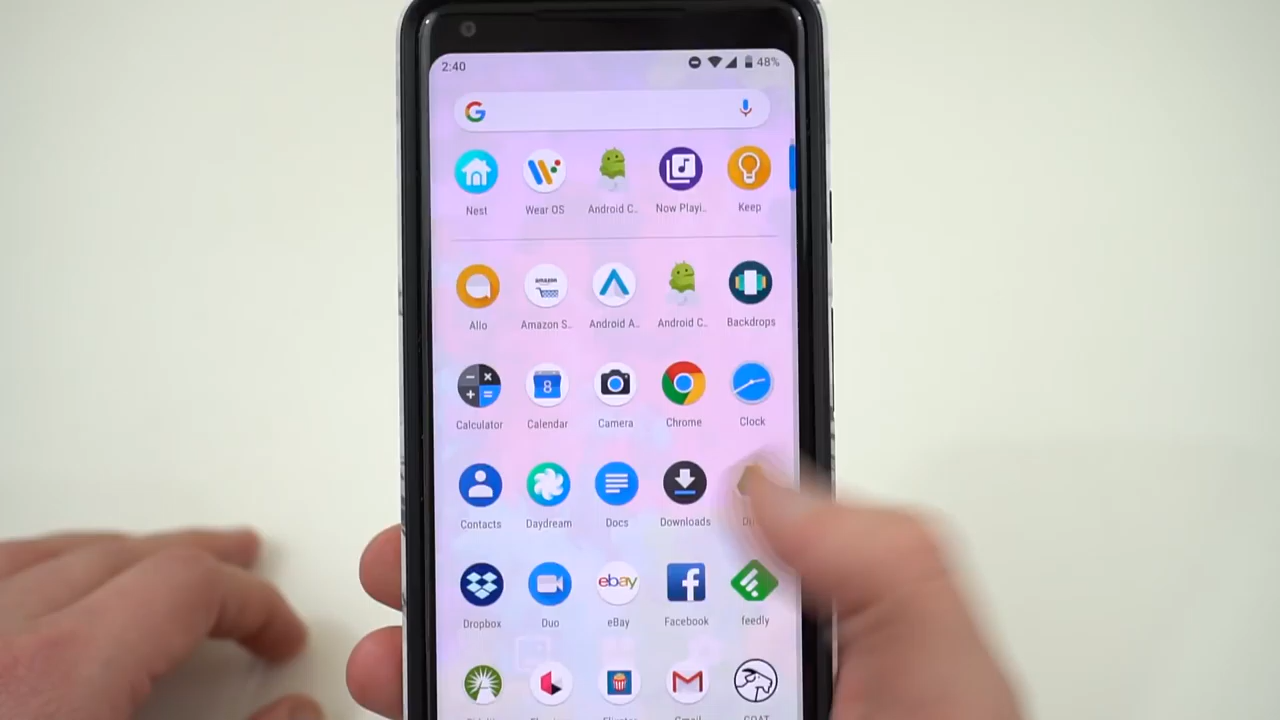 2:40 48%
G
Nest Wear OS Android C.. Now Playi.. Keep
amazon
Allo Amazon S.. Android A.. Android C.. Backdrops
8
Calculator Calendar Camera Chrome Clock
Contacts Daydream Docs Downloads
ebay f
Dropbox Duo eBay Facebook feedly